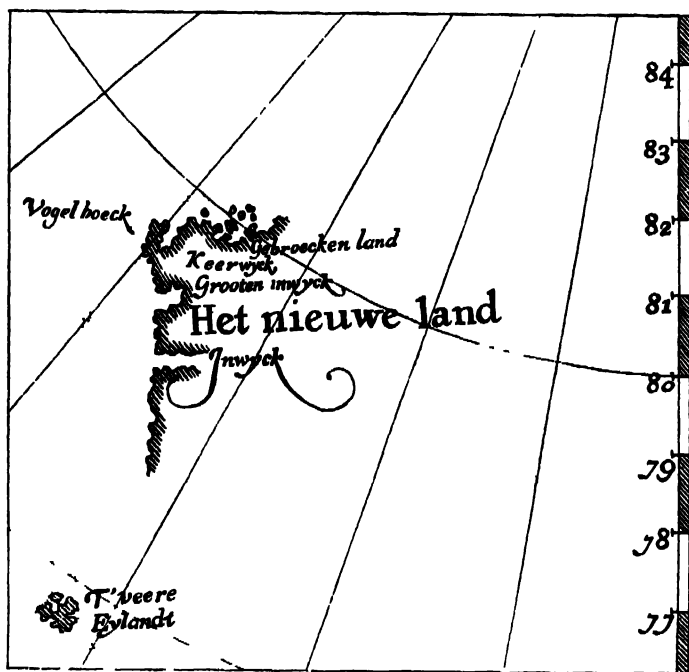 84
83
Vogel hoeck
82
Gebroecken land
Keerwyck
Grooten inwyck
81
Het nieuwe land
Inwyck
80
79
78
T'veere
Eylandt
77